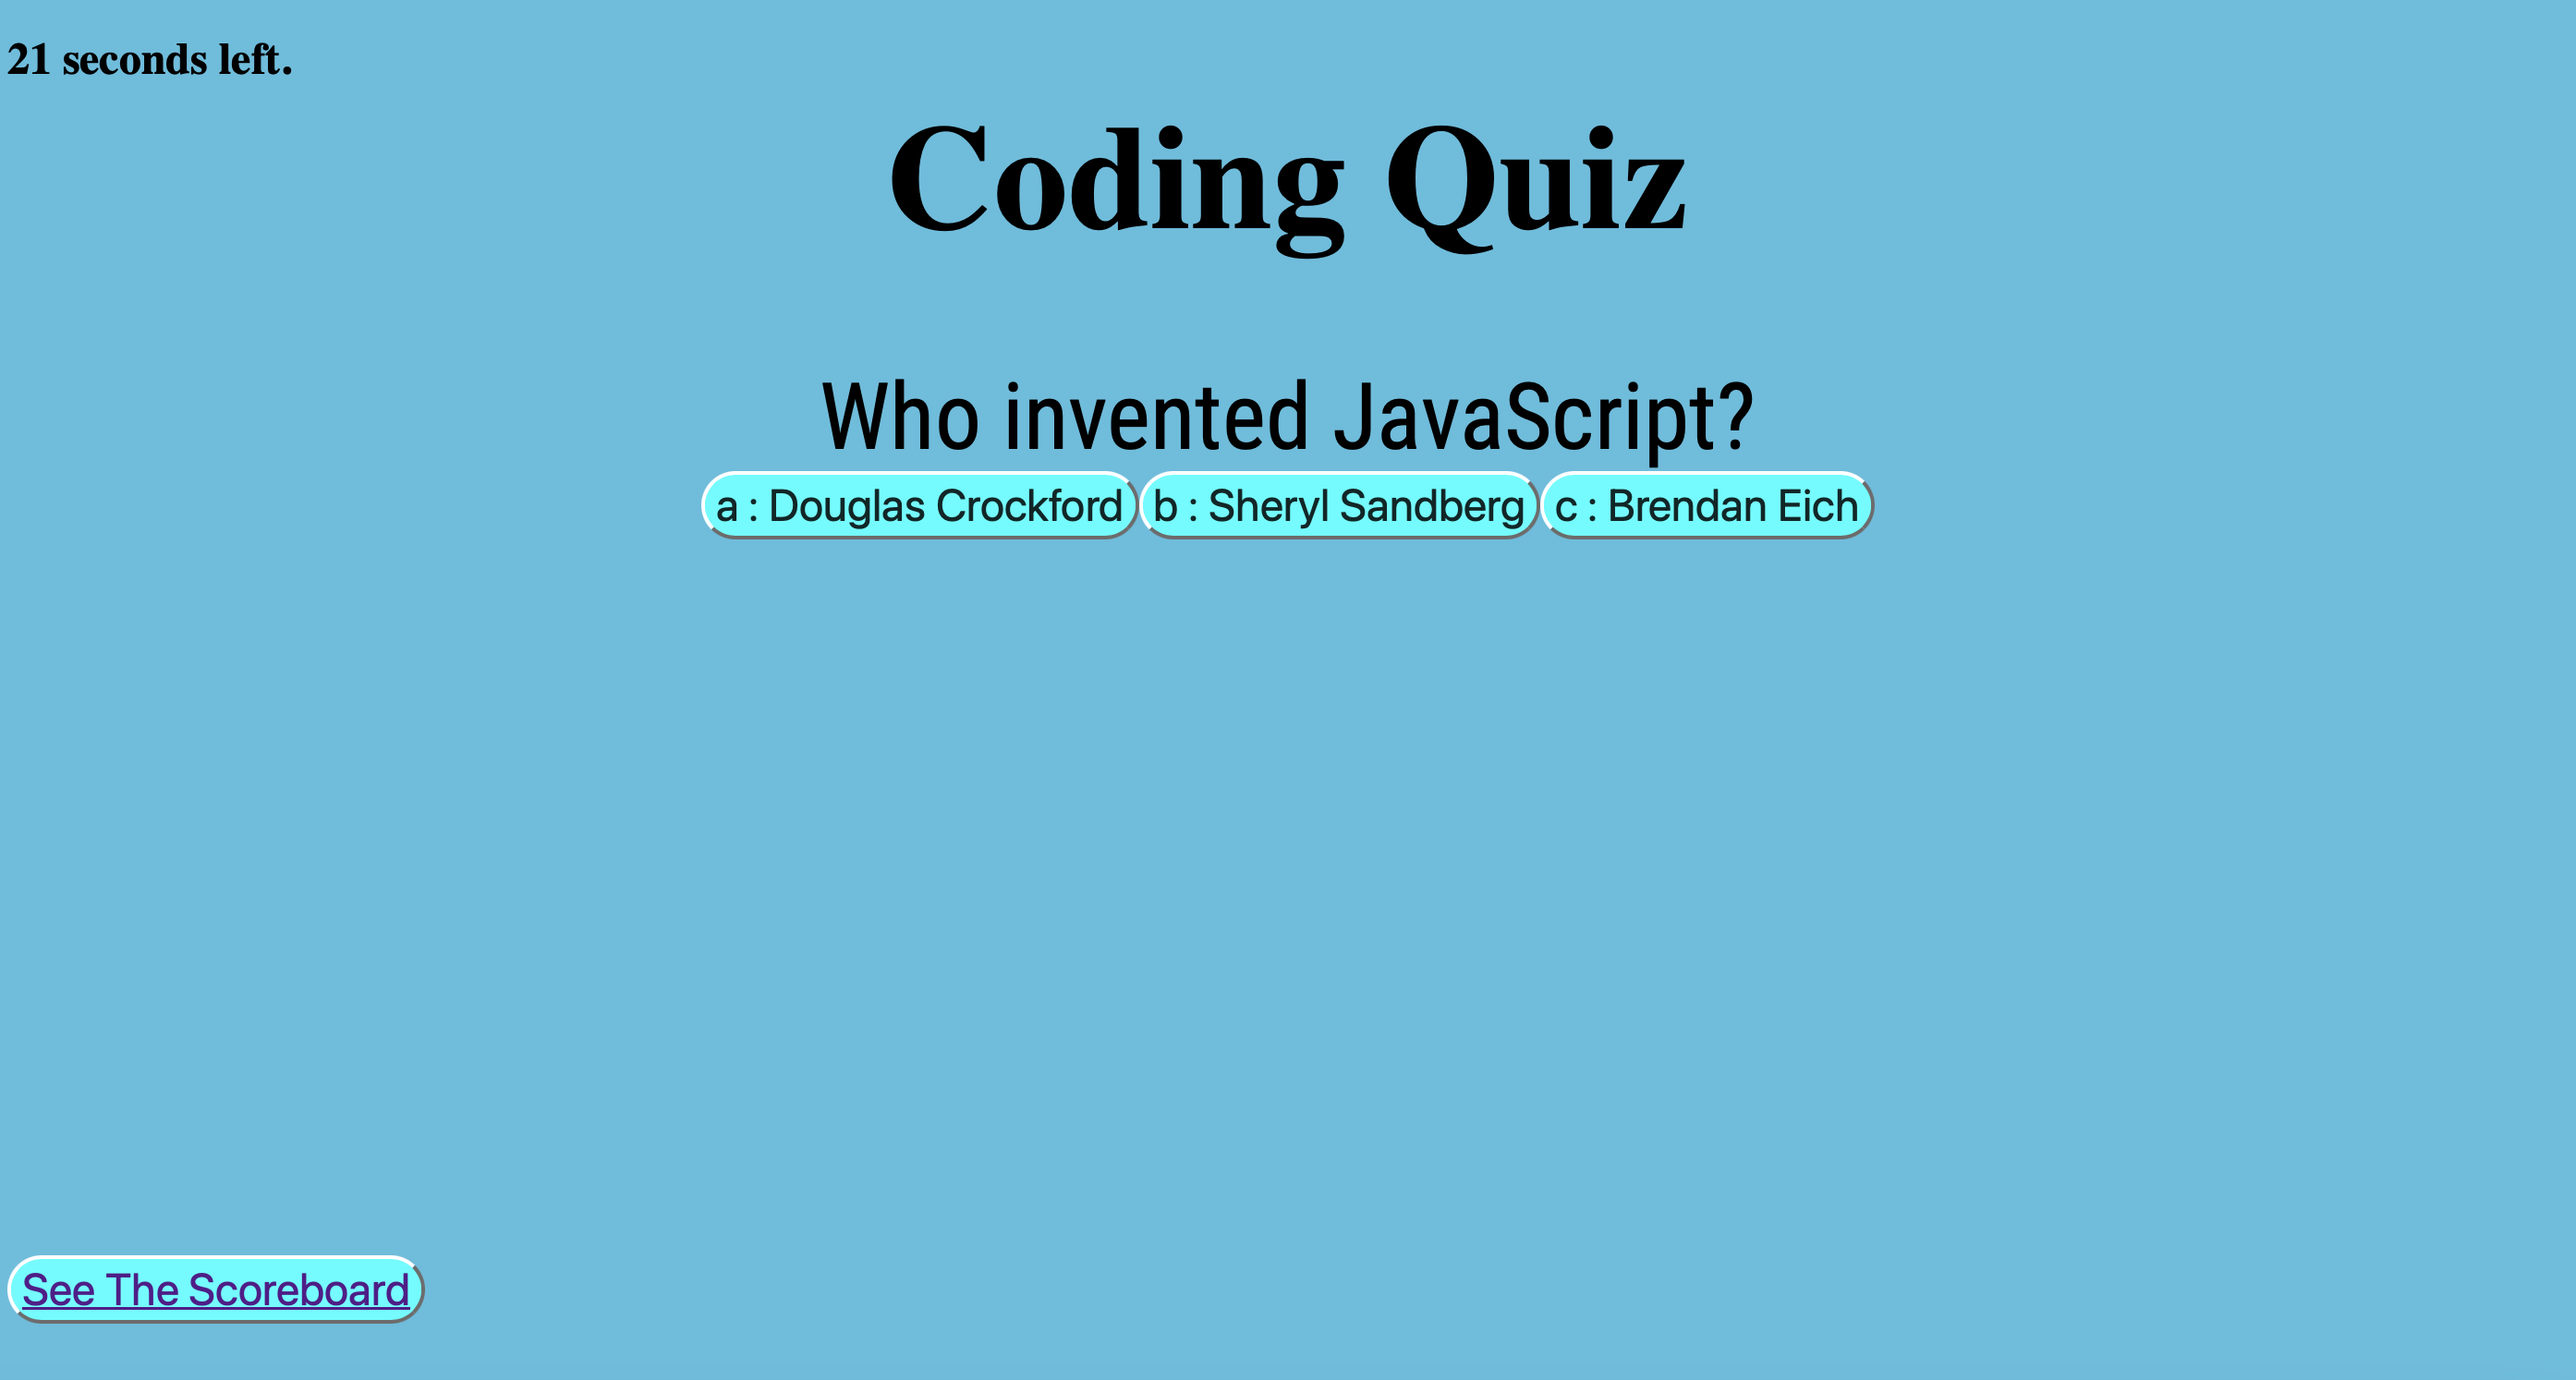 21 seconds left.
Coding Quiz
Who invented JavaScript?
a : Douglas Crockford b : Sheryl Sandberg c : Brendan Eich
See The Scoreboard